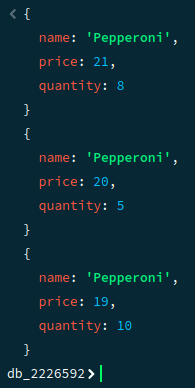 < {
name: 'Pepperoni',
price: 21,
quantity: 8
}
{
name: 'Pepperoni',
price: 20,
quantity: 5
}
{
name: 'Pepperoni',
price: 19,
quantity: 10
}
db_2226592>